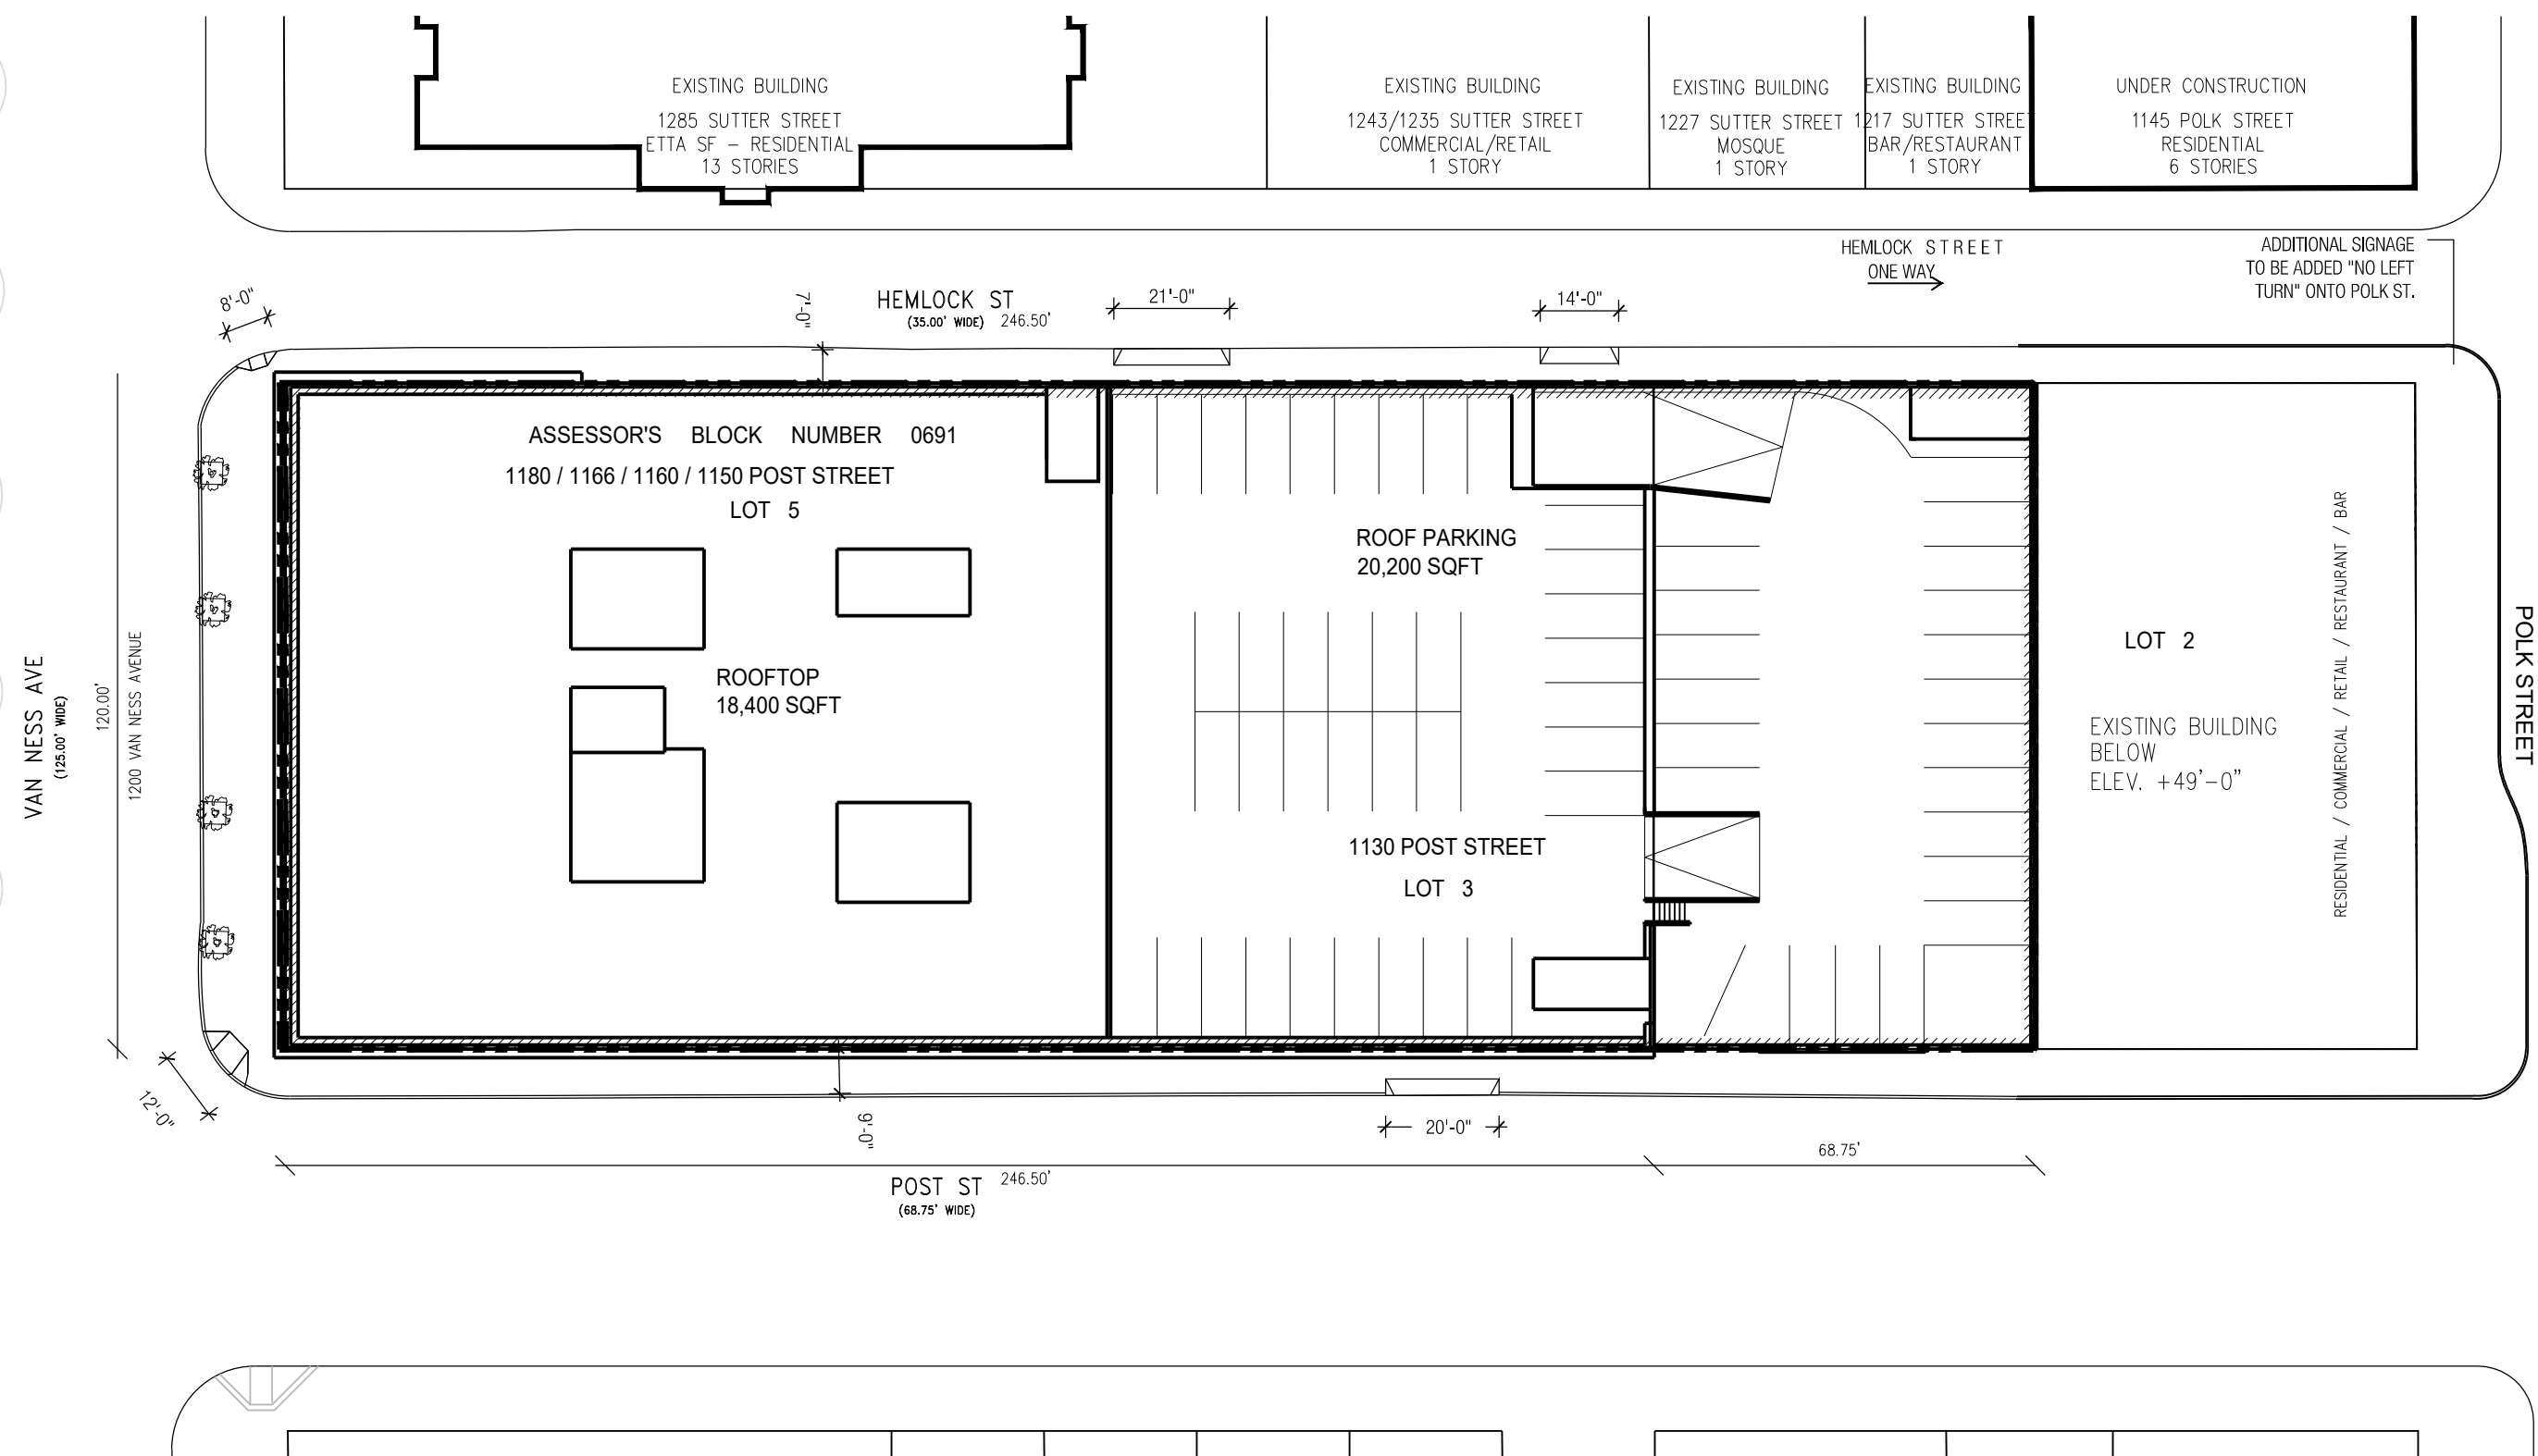 EXISTING BUILDING
1285 SUTTER STREET
ETTA SF – RESIDENTIAL
13 STORIES
EXISTING BUILDING
1243/1235 SUTTER STREET
COMMERCIAL/RETAIL
1 STORY
EXISTING BUILDING
1227 SUTTER STREET
MOSQUE
1 STORY
EXISTING BUILDING
1217 SUTTER STREET
BAR/RESTAURANT
1 STORY
UNDER CONSTRUCTION
1145 POLK STREET
RESIDENTIAL
6 STORIES
HEMLOCK STREET
ONE WAY
ADDITIONAL SIGNAGE
TO BE ADDED "NO LEFT
TURN" ONTO POLK ST.
8'-0"
7'-0"
HEMLOCK ST
(35.00' WIDE) 246.50'
21'-0"
14'-0"
ASSESSOR'S BLOCK NUMBER 0691
1180 / 1166 / 1160 / 1150 POST STREET
LOT 5
ROOFTOP
18,400 SQFT
ROOF PARKING
20,200 SQFT
1130 POST STREET
LOT 3
LOT 2
EXISTING BUILDING
BELOW
ELEV. +49'-0"
RESIDENTIAL / COMMERCIAL / RETAIL / RESTAURANT / BAR
POLK STREET
VAN NESS AVE
(125.00' WIDE)
120.00'
1200 VAN NESS AVENUE
12'-0"
9'-0"
20'-0"
68.75'
POST ST 246.50'
(68.75' WIDE)